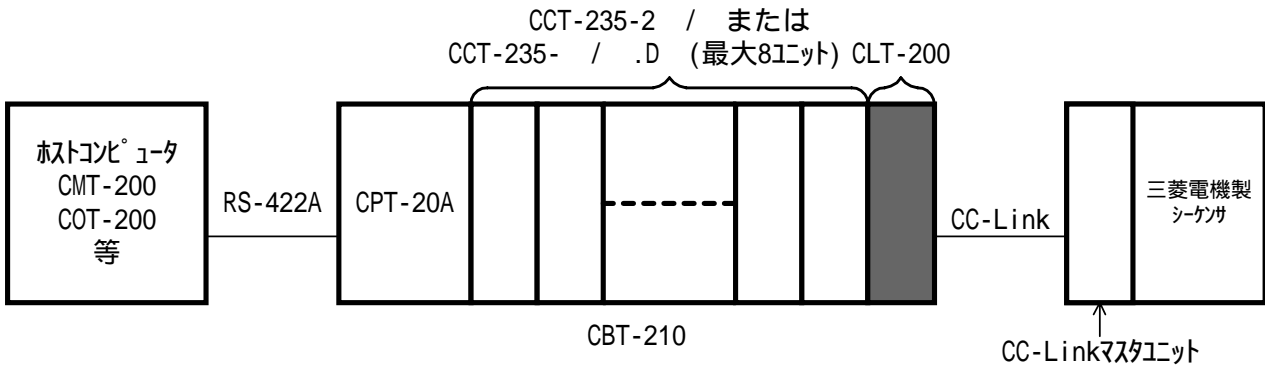 CCT-235-2 / または
CCT-235- / .D (最大8ﾕﾆｯﾄ) CLT-200
ﾎｽﾄｺﾝﾋﾟｭｰﾀ
CMT-200
COT-200
等
RS-422A
CPT-20A
CC-Link
三菱電機製
ｼｰｹﾝｻ
CBT-210
CC-Linkﾏｽﾀﾕﾆｯﾄ